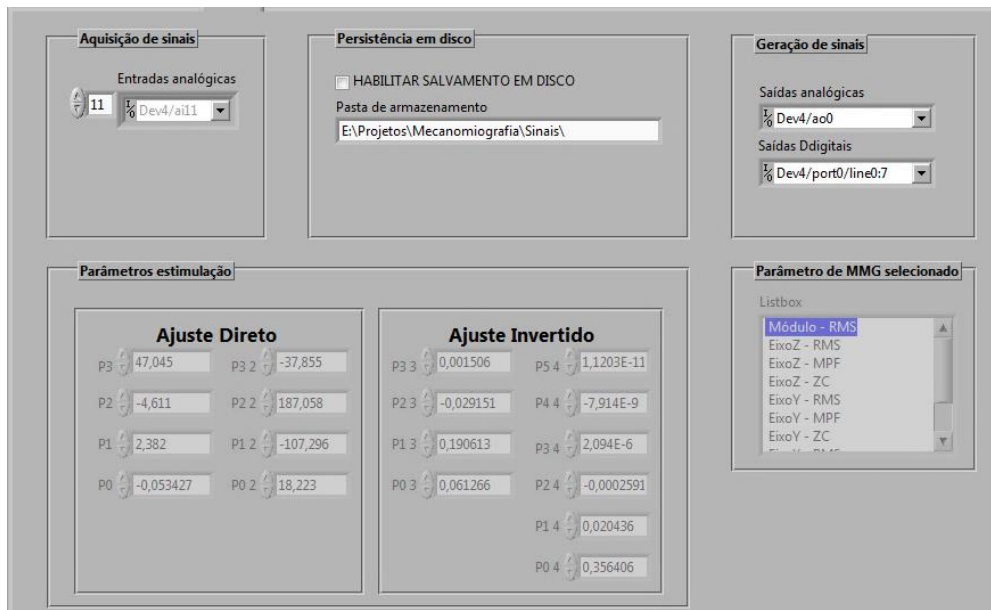 Aquisição de sinais
Entradas analógicas
11 Dev4/ai11
Persistência em disco
HABILITAR SALVAMENTO EM DISCO
Pasta de armazenamento
E:\Projetos\Mecanomiografia\Sinais\
Geração de sinais
Saídas analógicas
Dev4/ao0
Saídas Ddigitais
Dev4/port0/line0:7
Parâmetros estimulação
Ajuste Direto
P3 47,045 P3 2 -37,855
P2 -4,611 P2 2 187,058
P1 2,382 P1 2 -107,296
P0 -0,053427 P0 2 18,223
Ajuste Invertido
P3 3 0,001506 P5 4 1,1203E-11
P2 3 -0,029151 P4 4 -7,914E-9
P1 3 0,190613 P3 4 2,094E-6
P0 3 0,061266 P2 4 -0,0002591
P1 4 0,020436
P0 4 0,356406
Parâmetro de MMG selecionado
Listbox
Módulo - RMS
EixoZ - RMS
EixoZ - MPF
EixoZ - ZC
EixoY - RMS
EixoY - MPF
EixoY - ZC